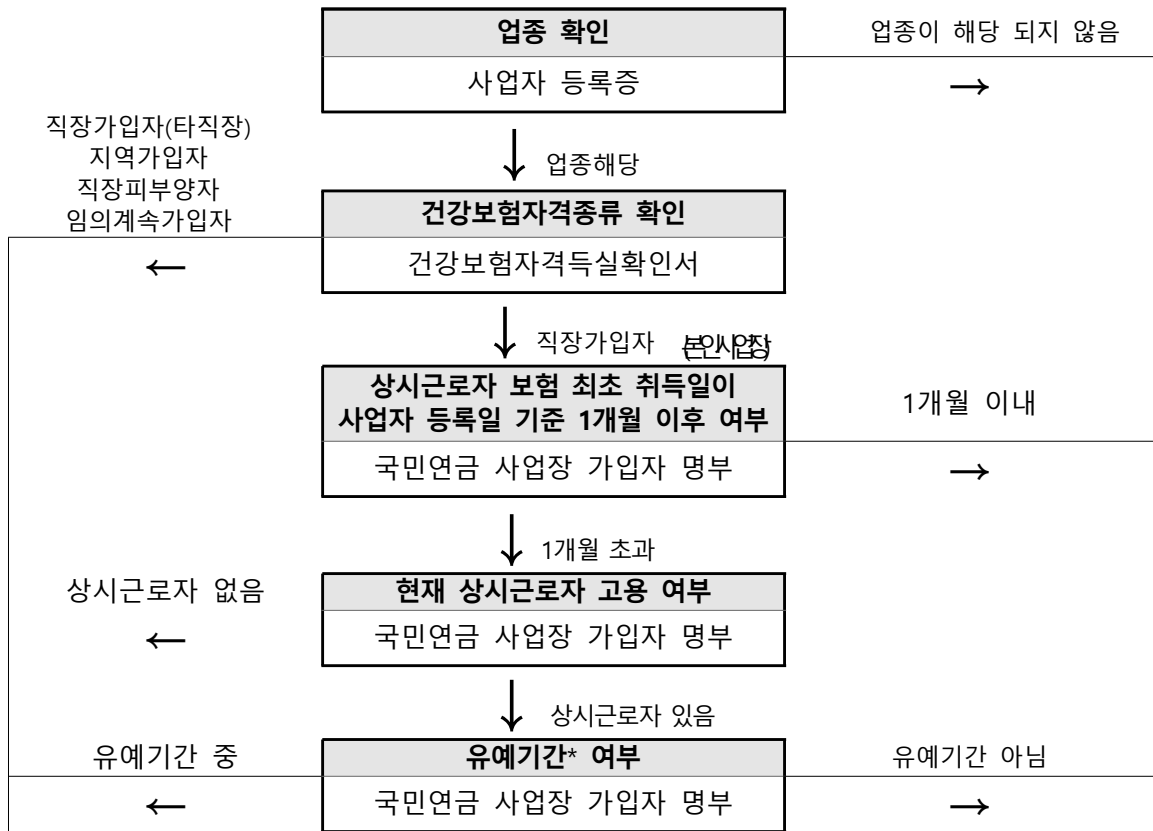 업종 확인
업종이 해당 되지 않음
사업자 등록증
→
직장가입자(타직장)
지역가입자
직장피부양자
임의계속가입자
↓ 업종해당
건강보험자격종류 확인
← 건강보험자격득실확인서
↓ 직장가입자 (본인사업장)
상시근로자 보험 최초 취득일이
사업자 등록일 기준 1개월 이후 여부
1개월 이내
국민연금 사업장 가입자 명부
→
↓ 1개월 초과
상시근로자 없음
현재 상시근로자 고용 여부
← 국민연금 사업장 가입자 명부
↓ 상시근로자 있음
유예기간 중
유예기간* 여부
유예기간 아님
← 국민연금 사업장 가입자 명부 →